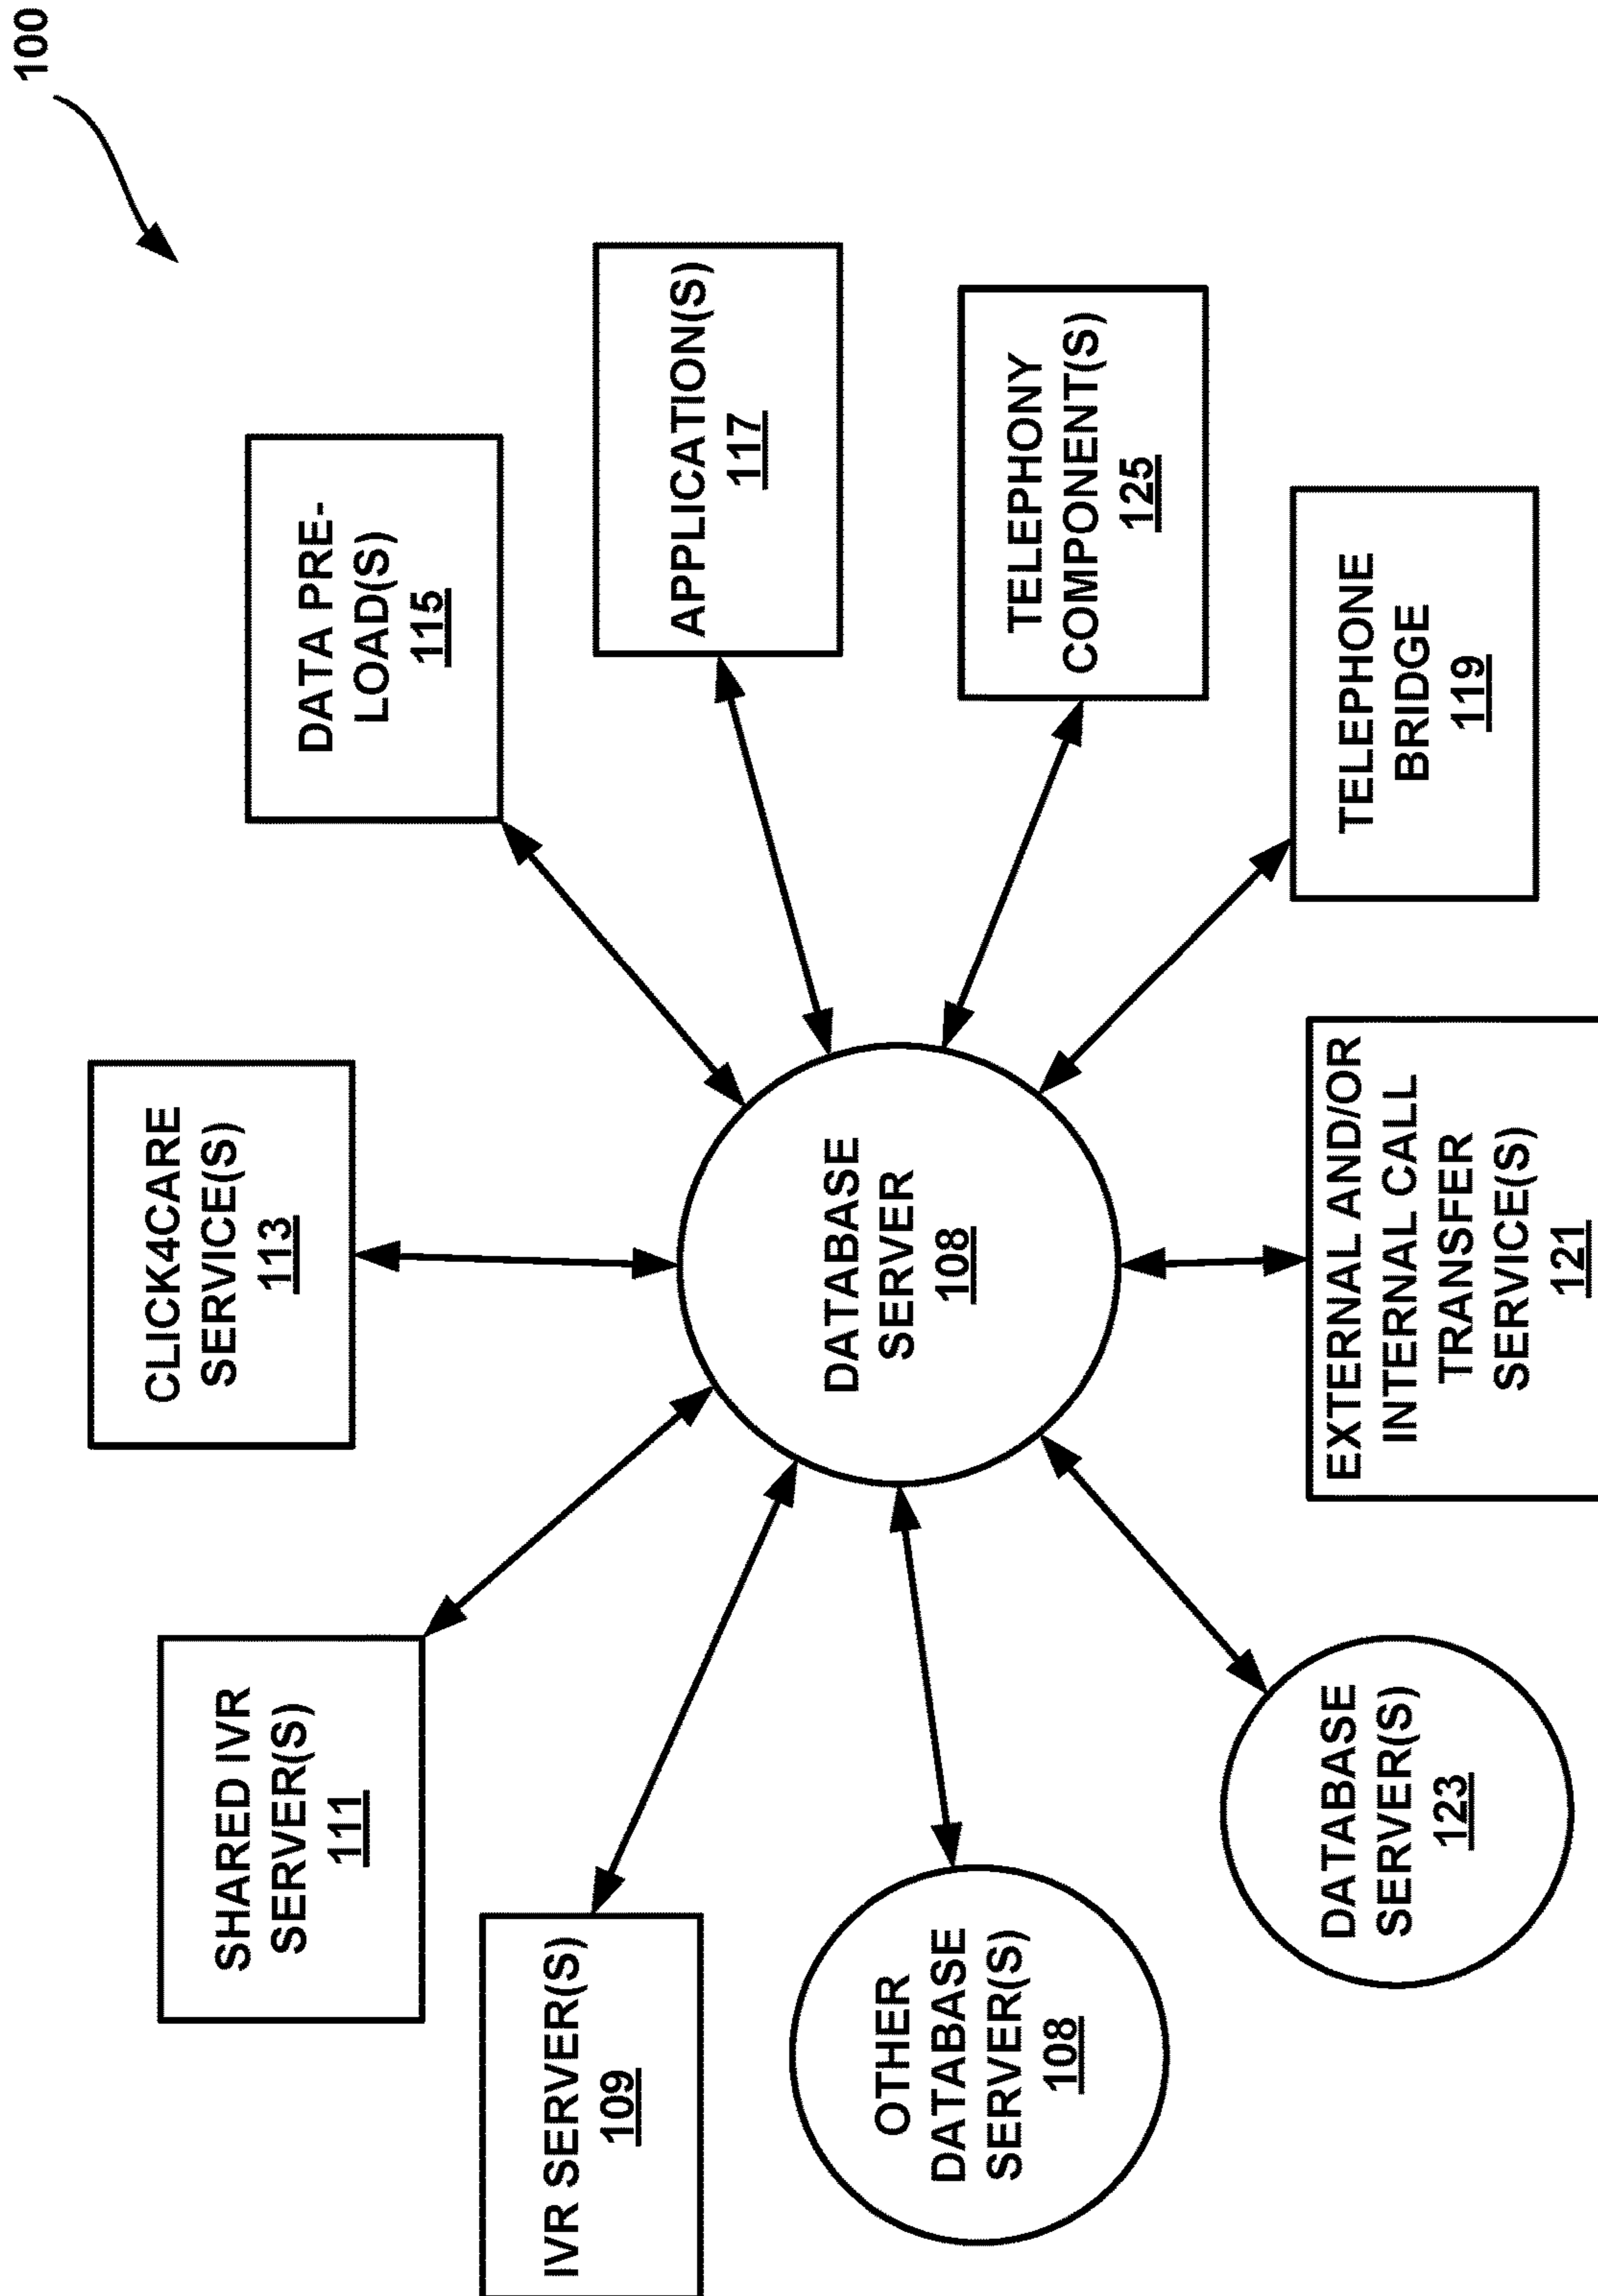 100
CLICK4CARE
SERVICE(S)
113
SHARED IVR
SERVER(S)
111
DATA PRE-
LOAD(S)
115
IVR SERVER(S)
109
APPLICATION(S)
117
DATABASE
SERVER
108
OTHER
DATABASE
SERVER(S)
108
TELEPHONY
COMPONENT(S)
125
DATABASE
SERVER(S)
123
EXTERNAL AND/OR
INTERNAL CALL
TRANSFER
SERVICE(S)
121
TELEPHONE
BRIDGE
119